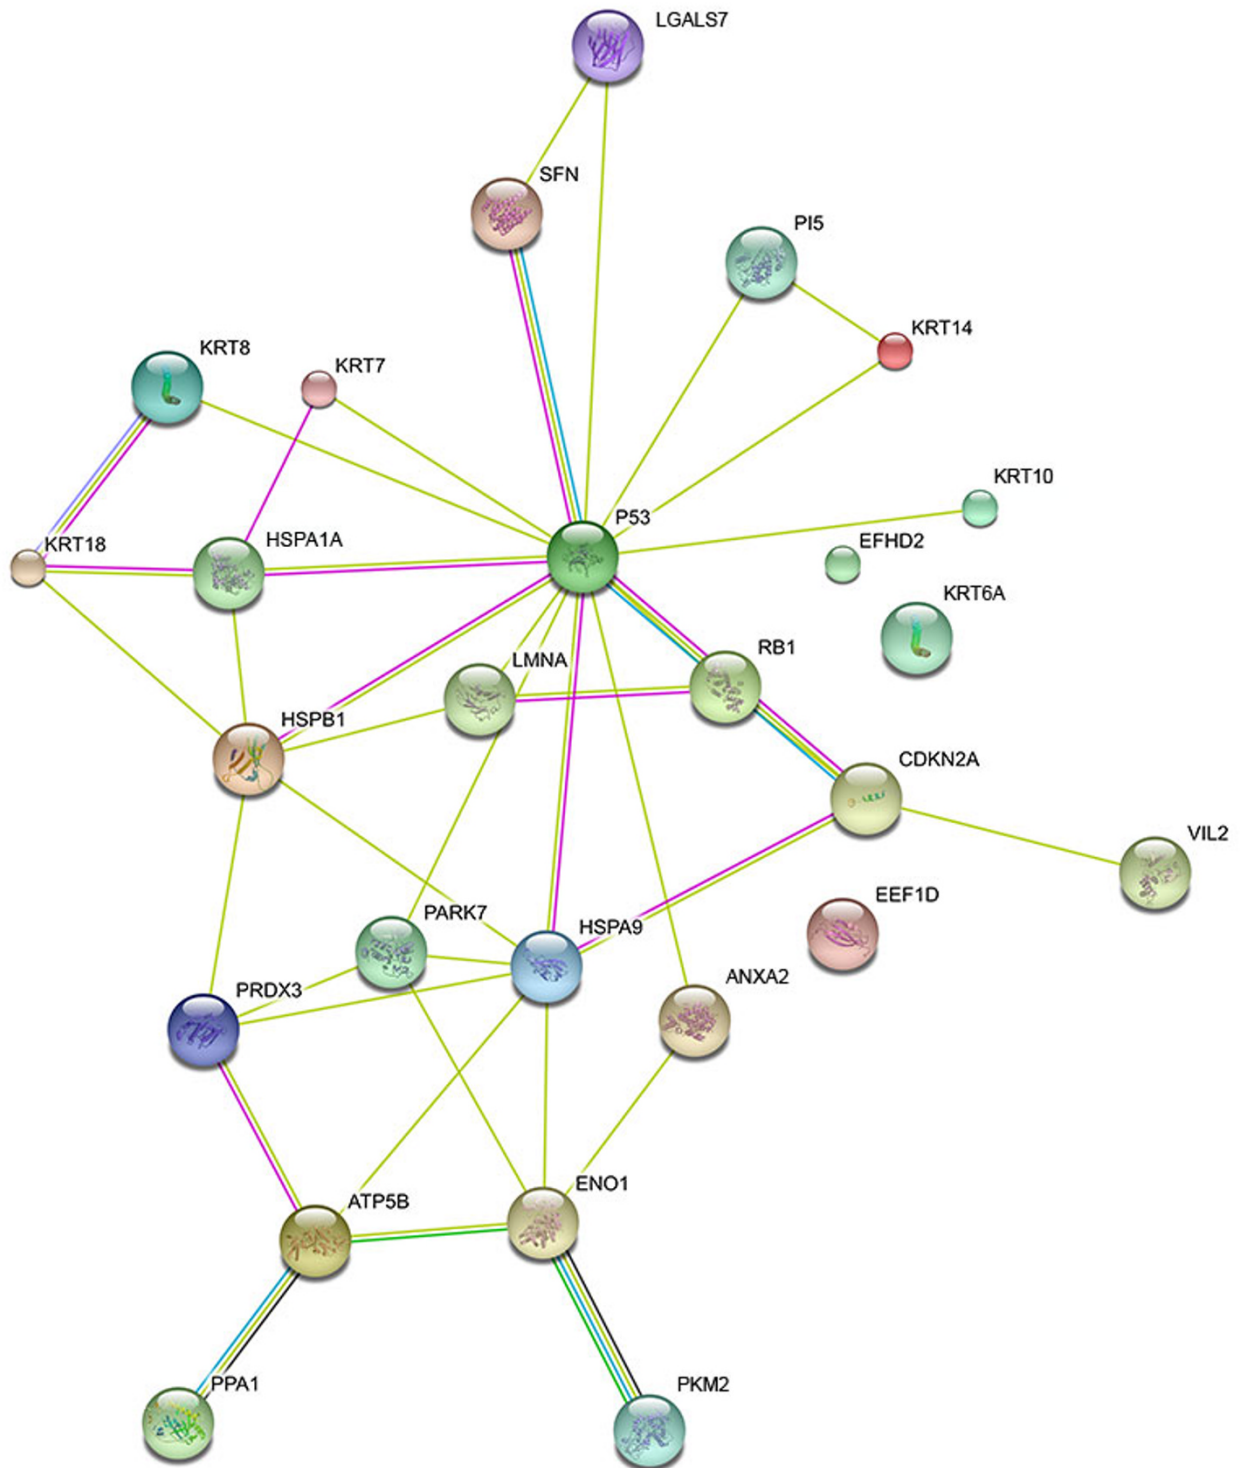 LGALS7
SFN
PI5
KRT14
KRT8
KRT7
KRT10
P53
HSPA1A
EFHD2
KRT18
KRT6A
RB1
LMNA
HSPB1
CDKN2A
VIL2
EEF1D
PARK7
HSPA9
ANXA2
PRDX3
ENO1
ATP5B
PPA1
PKM2